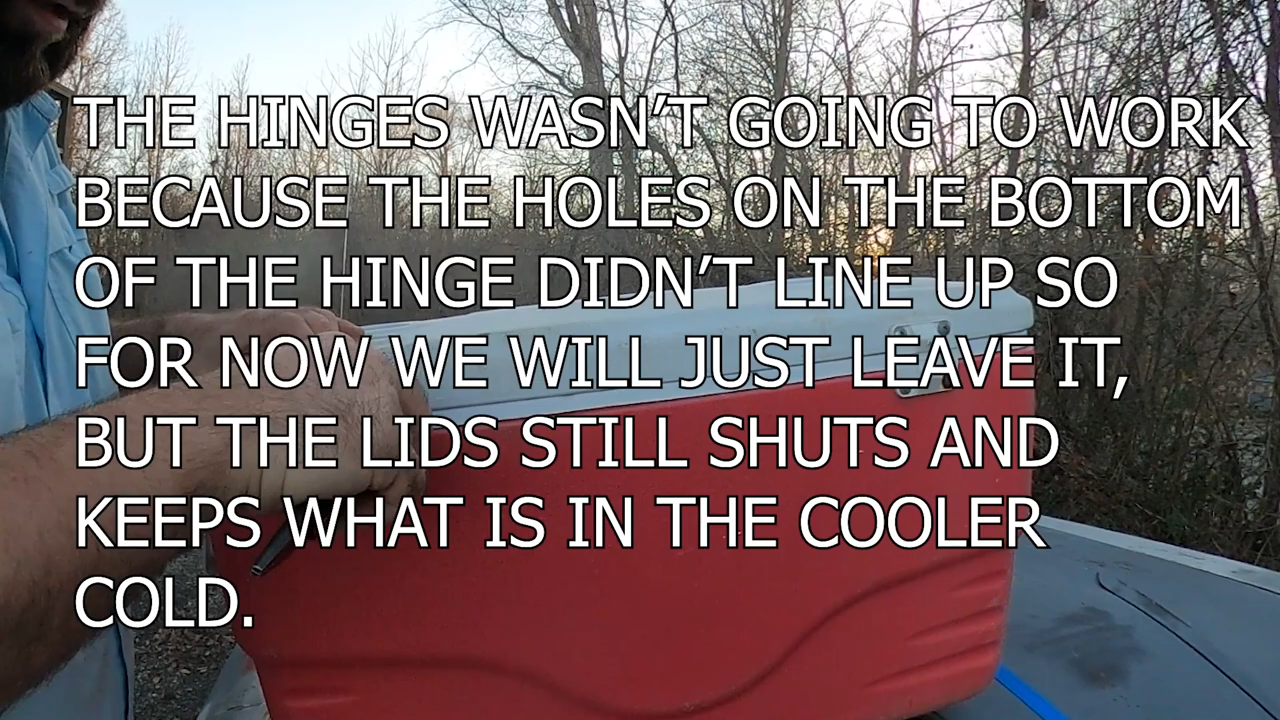 THE HINGES WASN'T GOING TO WORK
BECAUSE THE HOLES ON THE BOTTOM
OF THE HINGE DIDN'T LINE UP SO
FOR NOW WE WILL JUST LEAVE IT,
BUT THE LIDS STILL SHUTS AND
KEEPS WHAT IS IN THE COOLER
COLD.